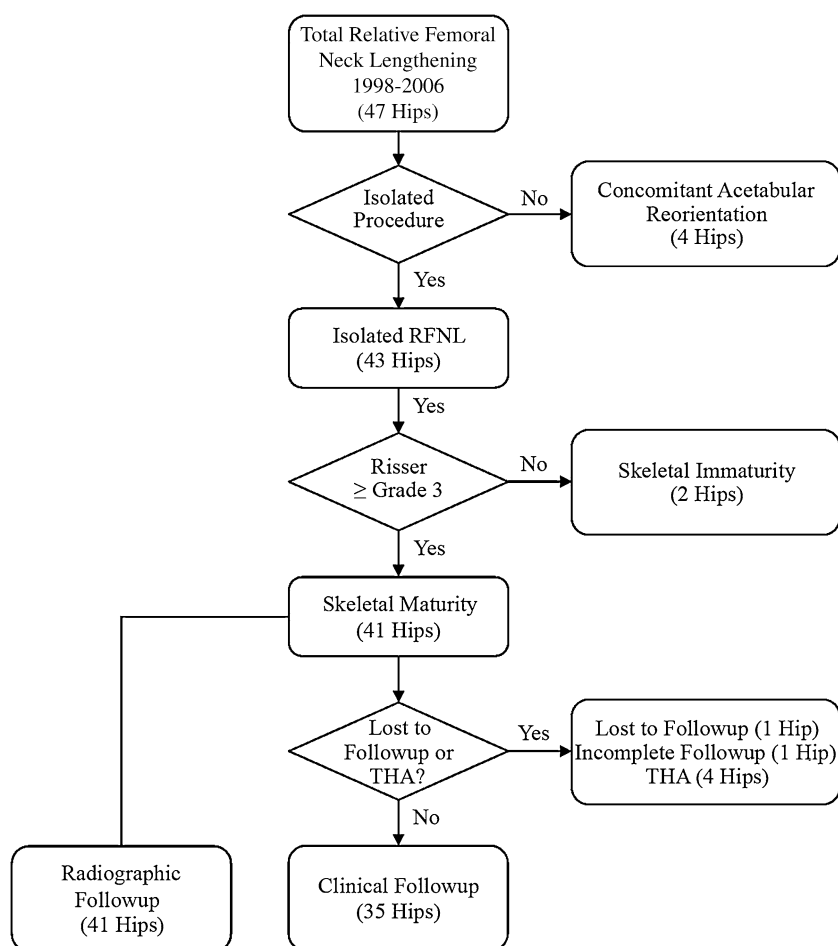 Total Relative Femoral
Neck Lengthening
1998-2006
(47 Hips)
Isolated
Procedure
No
Concomitant Acetabular
Reorientation
(4 Hips)
Yes
Isolated RFNL
(43 Hips)
Yes
Risser
≥ Grade 3
No
Skeletal Immaturity
(2 Hips)
Yes
Skeletal Maturity
(41 Hips)
Lost to
Followup or
THA?
Yes
Lost to Followup (1 Hip)
Incomplete Followup (1 Hip)
THA (4 Hips)
No
Radiographic
Followup
(41 Hips)
Clinical Followup
(35 Hips)